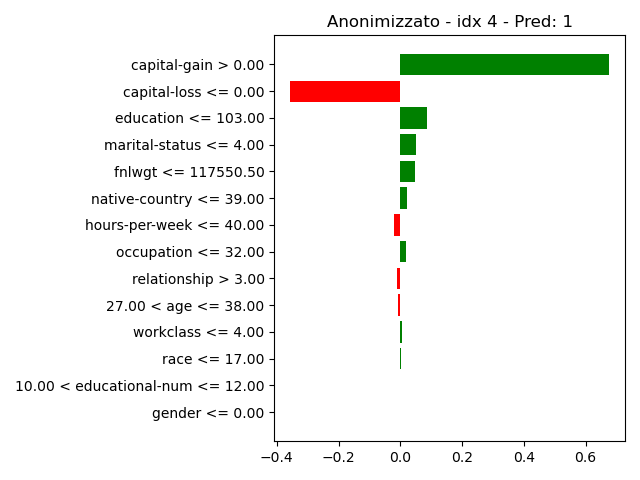 Anonimizzato - idx 4 - Pred: 1
capital-gain > 0.00
capital-loss <= 0.00
education <= 103.00
marital-status <= 4.00
fnlwgt <= 117550.50
native-country <= 39.00
hours-per-week <= 40.00
occupation <= 32.00
relationship > 3.00
27.00 < age <= 38.00
workclass <= 4.00
race <= 17.00
10.00 < educational-num <= 12.00
gender <= 0.00
−0.4 −0.2 0.0 0.2 0.4 0.6